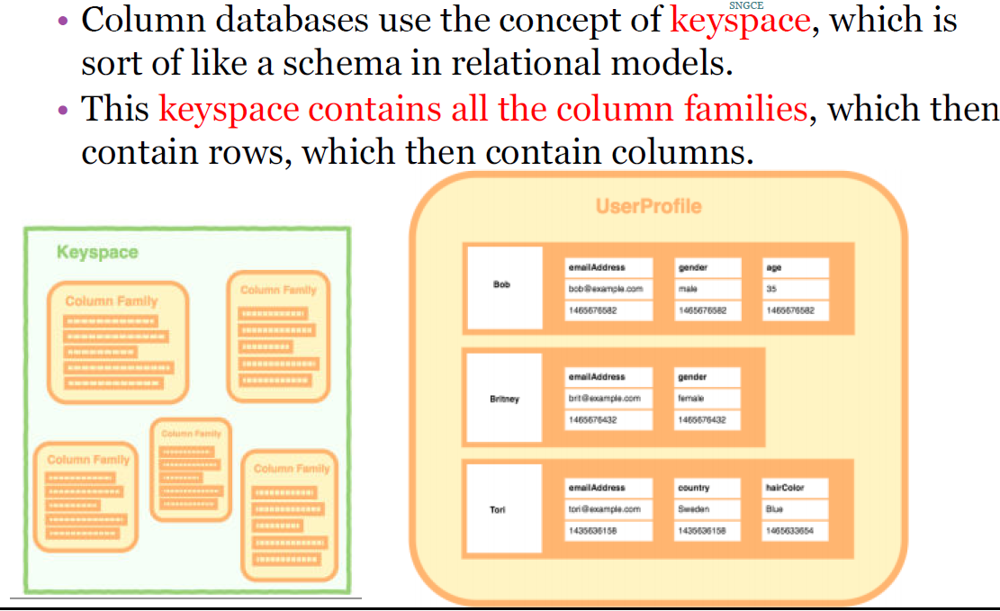 SNGCE
• Column databases use the concept of keyspace, which is
sort of like a schema in relational models.
• This keyspace contains all the column families, which then
contain rows, which then contain columns.
Keyspace
Column Family
Column Family
Column Family
Column Family
Column Family
UserProfile
Bob
emailAddress gender age
bob@example.com male 35
1465676582 1465676582 1465676582
Britney
emailAddress gender
brit@example.com female
1465676432 1465676432
Tori
emailAddress country hairColor
tori@example.com Sweden Blue
1435636158 1435636158 1465633654